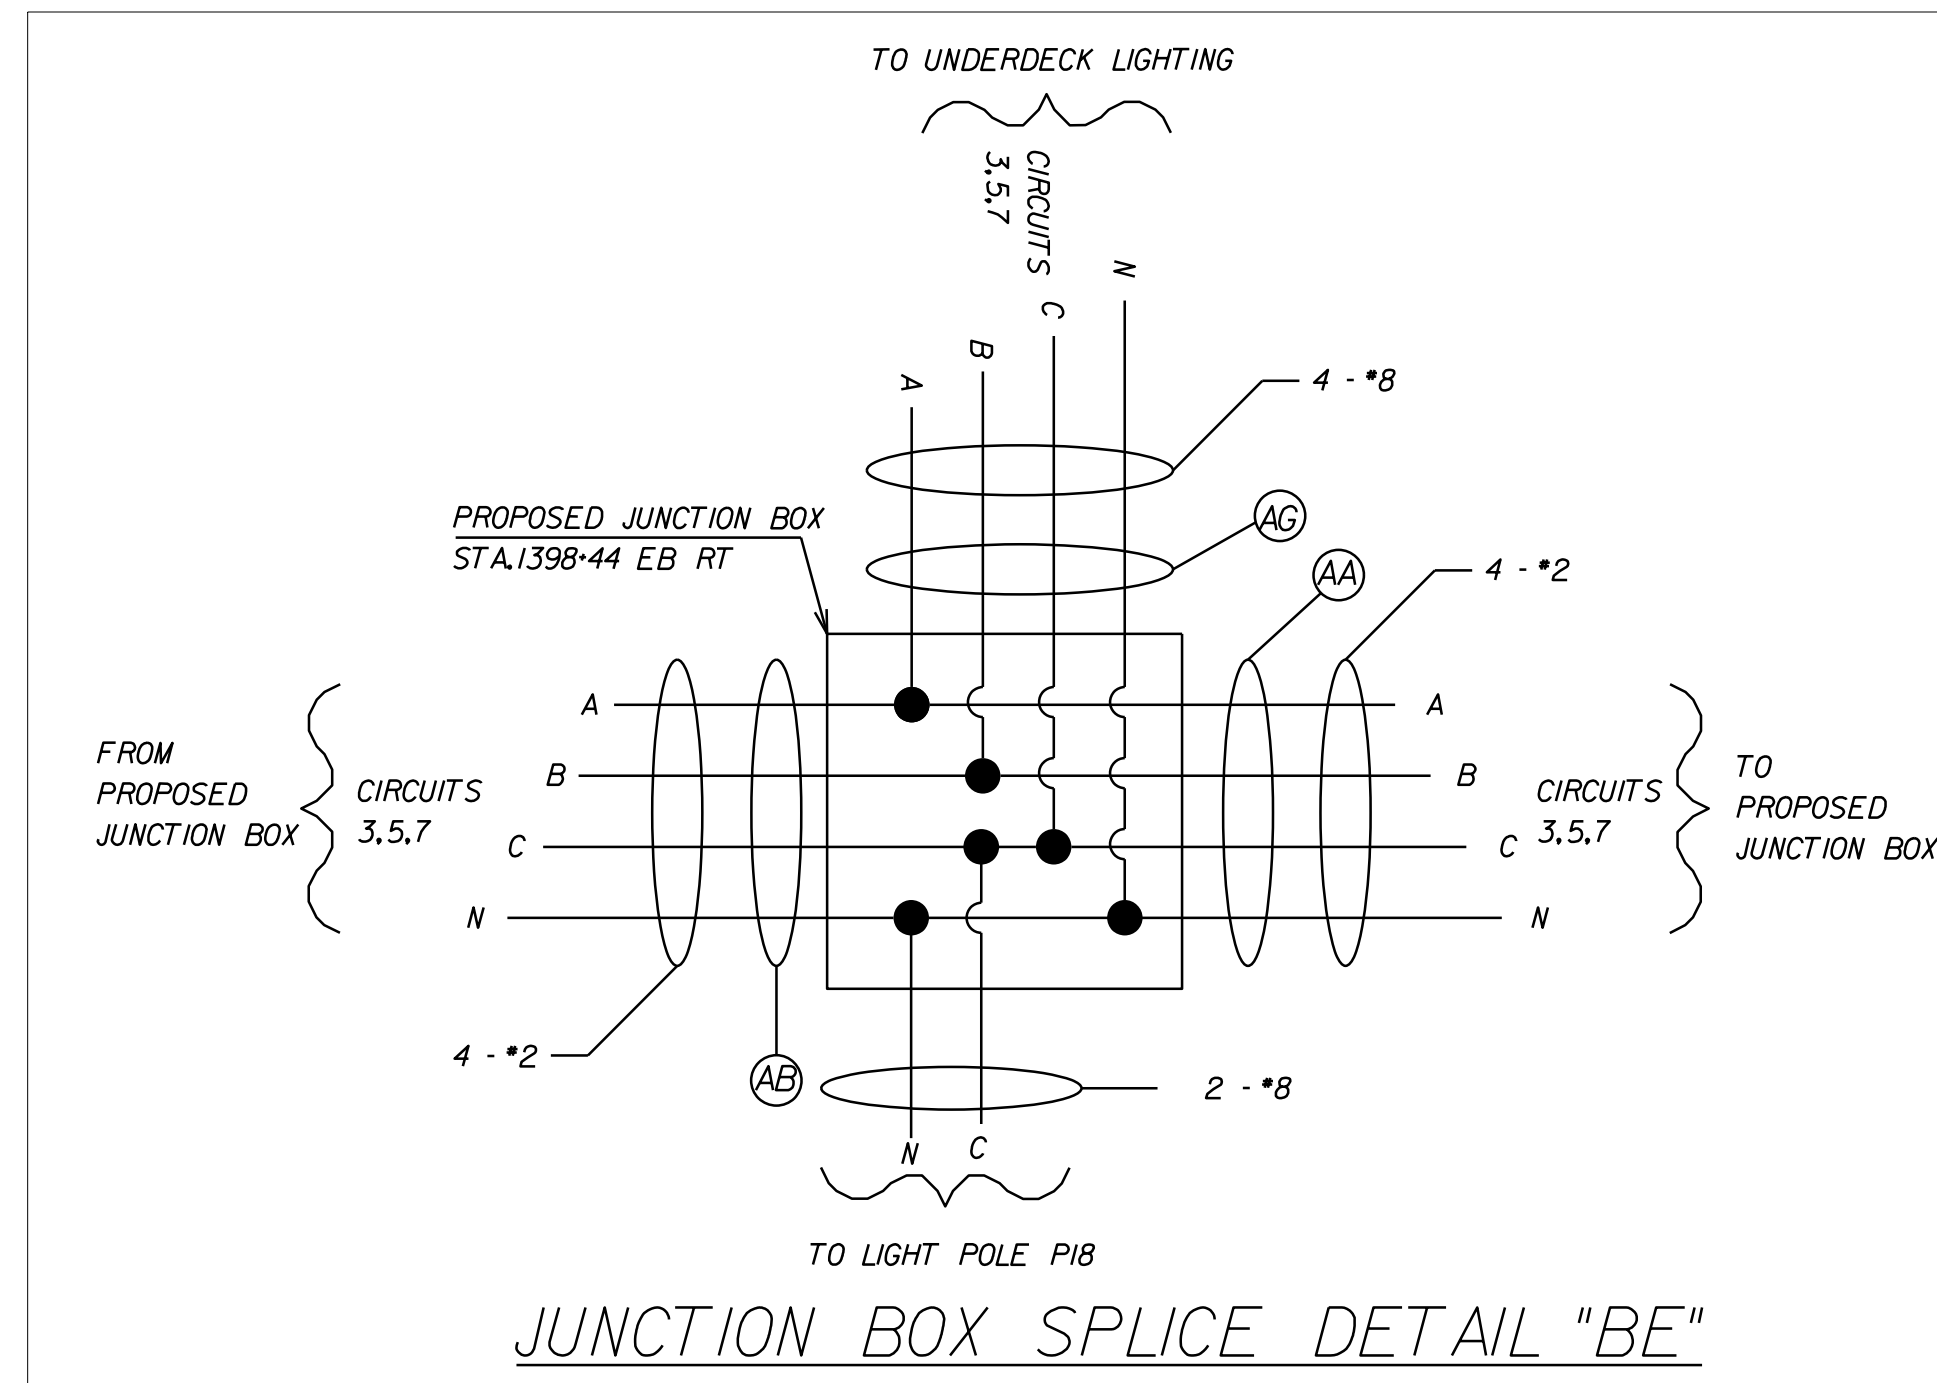 TO UNDERDECK LIGHTING
CIRCUITS
3,5,7
N
C
B
A
4 - #8
AG
PROPOSED JUNCTION BOX
STA.1398+44 EB RT
AA
4 - #2
A
A
B
B
C
C
N
N
FROM
PROPOSED
JUNCTION BOX
CIRCUITS
3,5,7
CIRCUITS
3,5,7
TO
PROPOSED
JUNCTION BOX
4 - #2
AB
2 - #8
N
C
TO LIGHT POLE P18
JUNCTION BOX SPLICE DETAIL "BE"